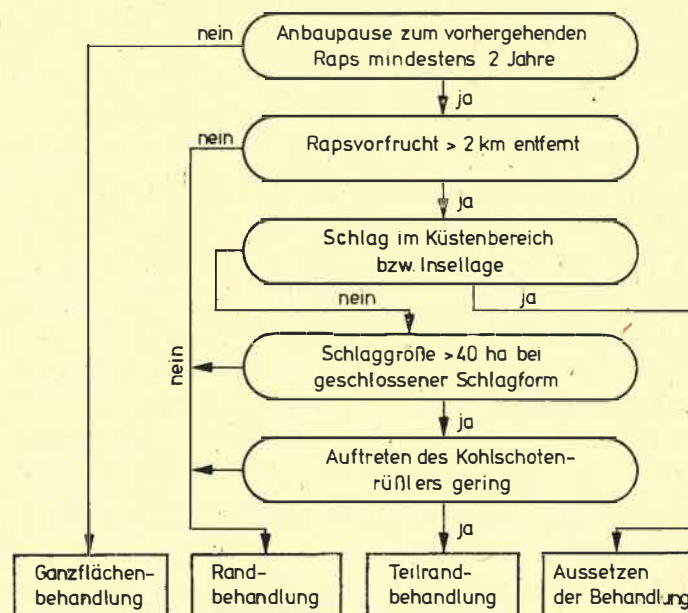 nein
Anbaupause zum vorhergehenden
Raps mindestens 2 Jahre
ja
nein
Rapsvorfrucht > 2 km entfernt
ja
Schlag im Küstenbereich
bzw. Insellage
nein
ja
nein
Schlaggröße >40 ha bei
geschlossener Schlagform
ja
Auftreten des Kohlschoten-
rüßlers gering
ja
Ganzflächen-
behandlung
Rand-
behandlung
Teilrand-
behandlung
Aussetzen
der Behandlung